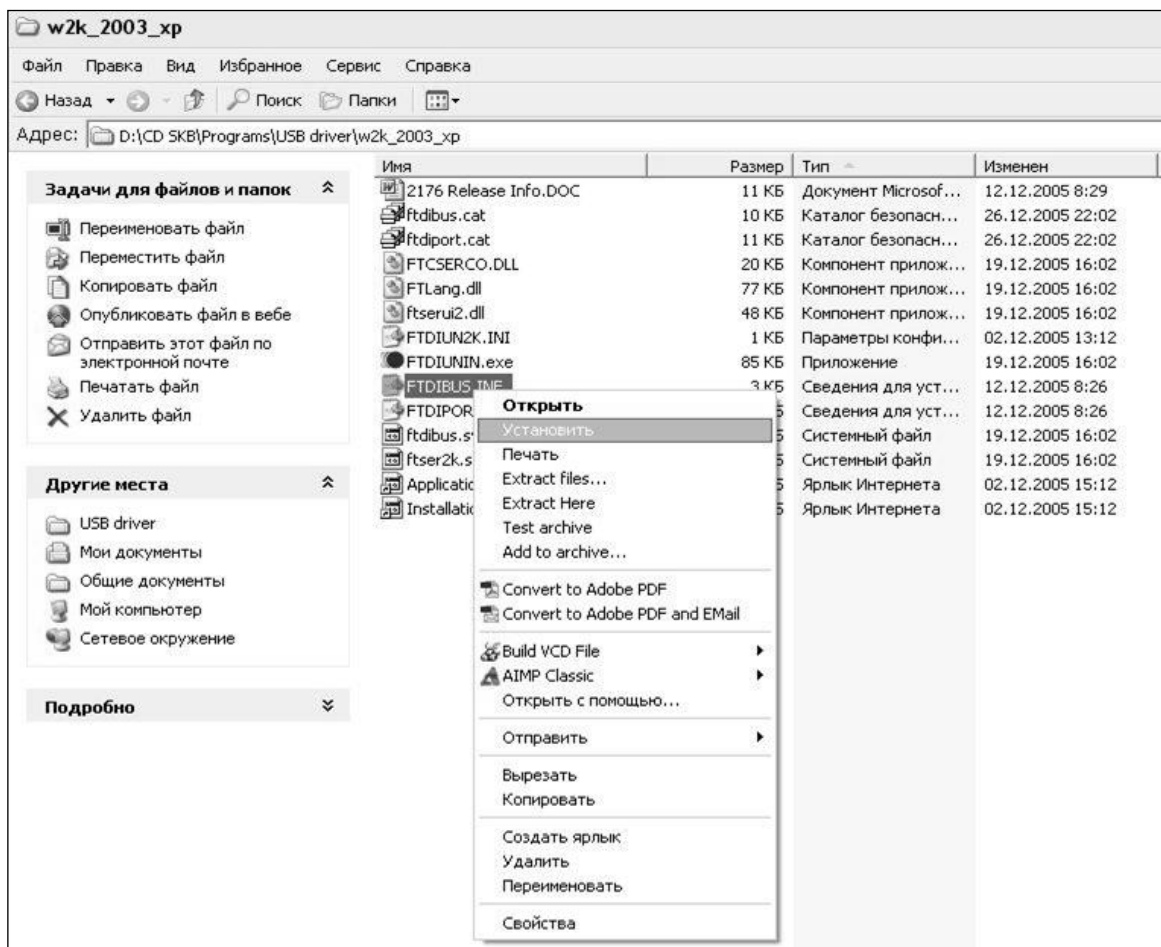 w2k_2003_xp
Файл Правка Вид Избранное Сервис Справка
Назад Поиск Папки
Адрес: D:\CD SKB\Programs\USB driver\w2k_2003_xp
Задачи для файлов и папок
Переименовать файл
Переместить файл
Копировать файл
Опубликовать файл в вебе
Отправить этот файл по
электронной почте
Печатать файл
Удалить файл
Другие места
USB driver
Мои документы
Общие документы
Мой компьютер
Сетевое окружение
Подробно
Имя Размер Тип Изменен
2176 Release Info.DOC 11 КБ Документ Microsof... 12.12.2005 8:29
ftdibus.cat 10 КБ Каталог безопасн... 26.12.2005 22:02
ftdiport.cat 11 КБ Каталог безопасн... 26.12.2005 22:02
FTCSERCO.DLL 20 КБ Компонент прилож... 19.12.2005 16:02
FTLang.dll 77 КБ Компонент прилож... 19.12.2005 16:02
ftserui2.dll 48 КБ Компонент прилож... 19.12.2005 16:02
FTDIUN2K.INI 1 КБ Параметры конфи... 02.12.2005 13:12
FTDIUNIN.exe 85 КБ Приложение 19.12.2005 16:02
FTDIBUS.INF 3 КБ Сведения для уст... 12.12.2005 8:26
FTDIPOR Сведения для уст... 12.12.2005 8:26
ftdibus.s Системный файл 19.12.2005 16:02
ftser2k.s Системный файл 19.12.2005 16:02
Applicatio Ярлык Интернета 02.12.2005 15:12
Installatio Ярлык Интернета 02.12.2005 15:12
Открыть
Установить
Печать
Extract files...
Extract Here
Test archive
Add to archive...
Convert to Adobe PDF
Convert to Adobe PDF and EMail
Build VCD File
AIMP Classic
Открыть с помощью...
Отправить
Вырезать
Копировать
Создать ярлык
Удалить
Переименовать
Свойства